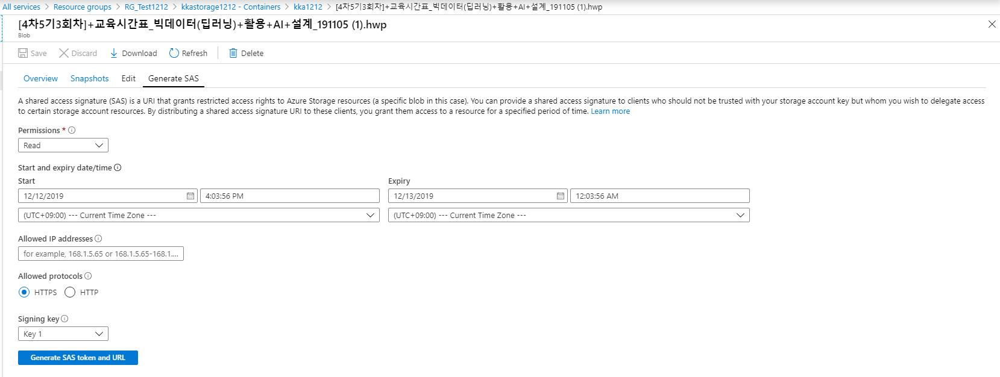 All services > Resource groups > RG_Test1212 > kkastorage1212 - Containers > kka1212 > [4차5기3회차]+교육시간표_빅데이터(딥러닝)+활용+AI+설계_191105 (1).hwp
[4차5기3회차]+교육시간표_빅데이터(딥러닝)+활용+AI+설계_191105 (1).hwp
Blob
Save Discard Download Refresh Delete
Overview Snapshots Edit Generate SAS
A shared access signature (SAS) is a URI that grants restricted access rights to Azure Storage resources (a specific blob in this case). You can provide a shared access signature to clients who should not be trusted with your storage account key but whom you wish to delegate access
to certain storage account resources. By distributing a shared access signature URI to these clients, you grant them access to a resource for a specified period of time. Learn more
Permissions *
Read
Start and expiry date/time
Start Expiry
12/12/2019 4:03:56 PM 12/13/2019 12:03:56 AM
(UTC+09:00) --- Current Time Zone --- (UTC+09:00) --- Current Time Zone ---
Allowed IP addresses
for example, 168.1.5.65 or 168.1.5.65-168.1....
Allowed protocols
HTTPS HTTP
Signing key
Key 1
Generate SAS token and URL